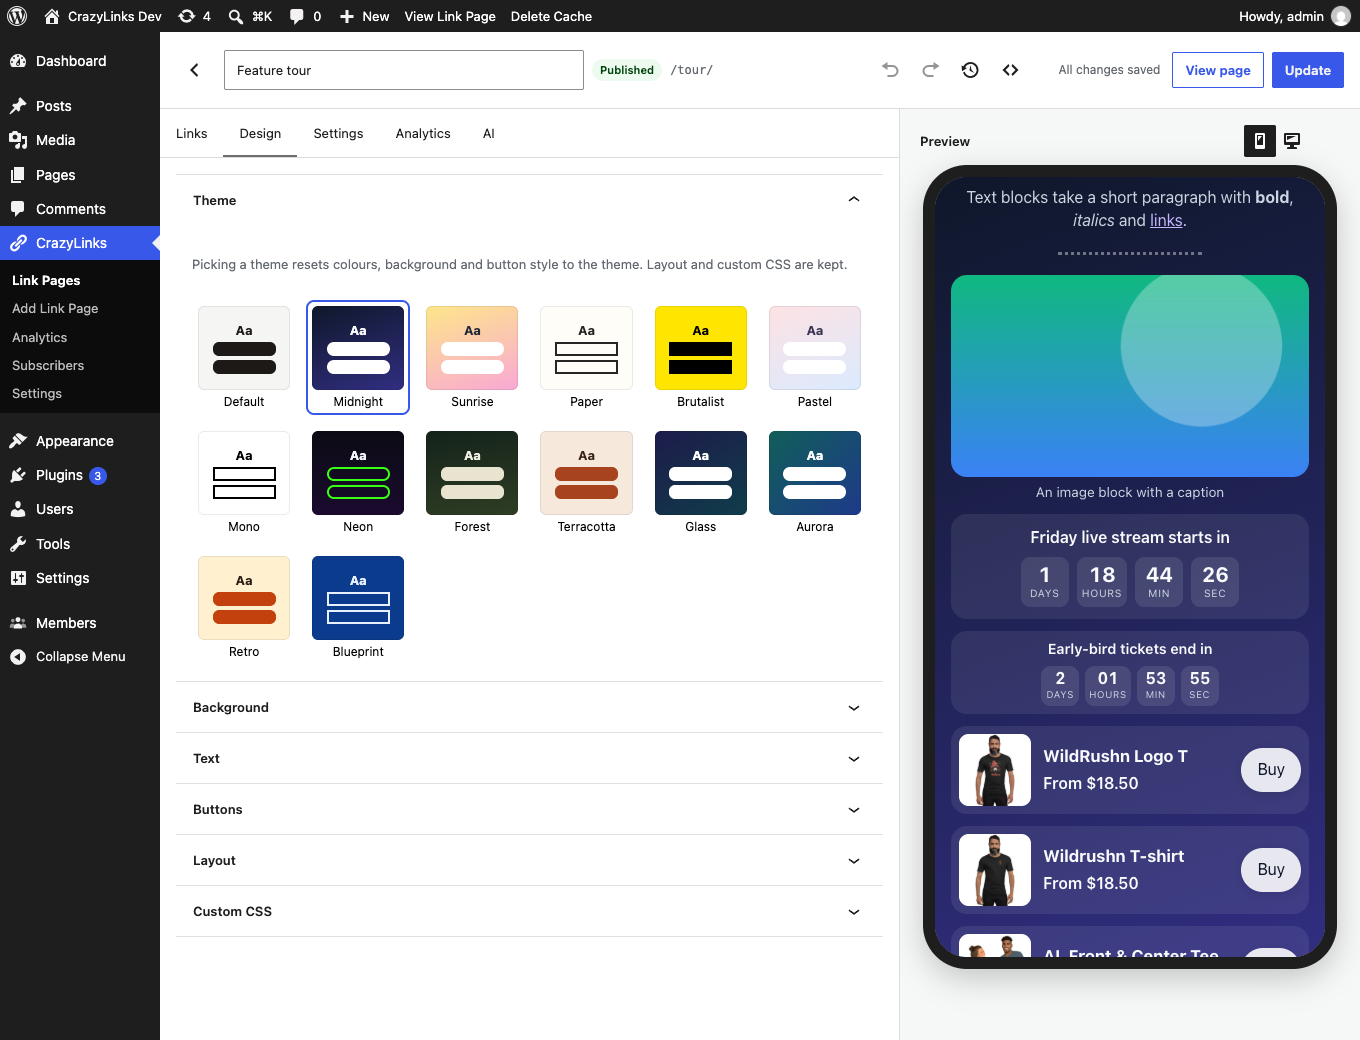 CrazyLinks Dev
4
⌘K
0
New
View Link Page
Delete Cache
Howdy, admin
Dashboard
Posts
Media
Pages
Comments
CrazyLinks
Link Pages
Add Link Page
Analytics
Subscribers
Settings
Appearance
Plugins 3
Users
Tools
Settings
Members
Collapse Menu
Feature tour
Published
/tour/
All changes saved
View page
Update
Links
Design
Settings
Analytics
AI
Theme
Picking a theme resets colours, background and button style to the theme. Layout and custom CSS are kept.
Aa
Default
Aa
Midnight
Aa
Sunrise
Aa
Paper
Aa
Brutalist
Aa
Pastel
Aa
Mono
Aa
Neon
Aa
Forest
Aa
Terracotta
Aa
Glass
Aa
Aurora
Aa
Retro
Aa
Blueprint
Background
Text
Buttons
Layout
Custom CSS
Preview
Text blocks take a short paragraph with bold,
italics and links.
An image block with a caption
Friday live stream starts in
1 18 44 26
DAYS HOURS MIN SEC
Early-bird tickets end in
2 01 53 55
DAYS HOURS MIN SEC
WildRushn Logo T
From $18.50
Buy
Wildrushn T-shirt
From $18.50
Buy
AI Front & Center Tee